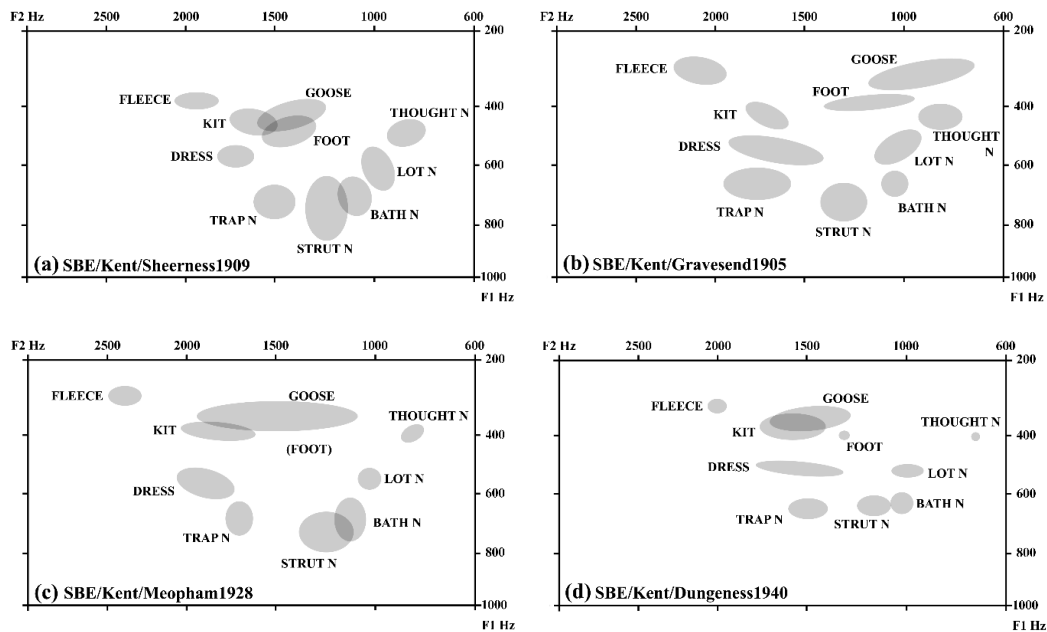 F2 Hz 2500 2000 1500 1000 600
200
400
600
800
1000
F1 Hz
FLEECE
GOOSE
THOUGHT N
KIT
FOOT
DRESS
LOT N
TRAP N
BATH N
STRUT N
(a) SBE/Kent/Sheerness1909
F2 Hz 2500 2000 1500 1000 600
200
400
600
800
1000
F1 Hz
GOOSE
FLEECE
FOOT
KIT
THOUGHT
N
DRESS
LOT N
TRAP N
BATH N
STRUT N
(b) SBE/Kent/Gravesend1905
F2 Hz 2500 2000 1500 1000 600
200
400
600
800
1000
F1 Hz
FLEECE
GOOSE
THOUGHT N
KIT
(FOOT)
LOT N
DRESS
BATH N
TRAP N
STRUT N
(c) SBE/Kent/Meopham1928
F2 Hz 2500 2000 1500 1000 600
200
400
600
800
1000
F1 Hz
GOOSE
FLEECE
THOUGHT N
KIT
FOOT
DRESS
LOT N
BATH N
TRAP N
STRUT N
(d) SBE/Kent/Dungeness1940